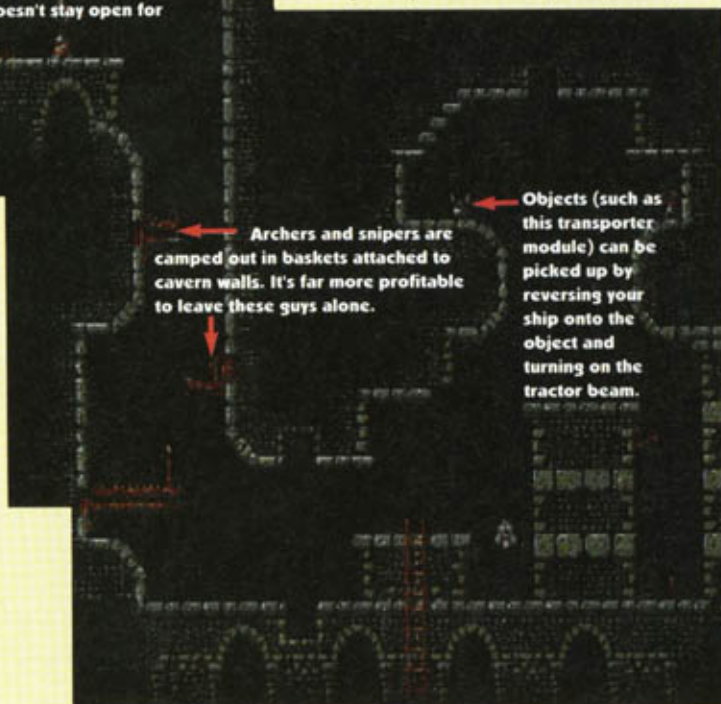 oesn't stay open for
Archers and snipers are
camped out in baskets attached to
cavern walls. It's far more profitable
to leave these guys alone.
Objects (such as
this transporter
module) can be
picked up by
reversing your
ship onto the
object and
turning on the
tractor beam.